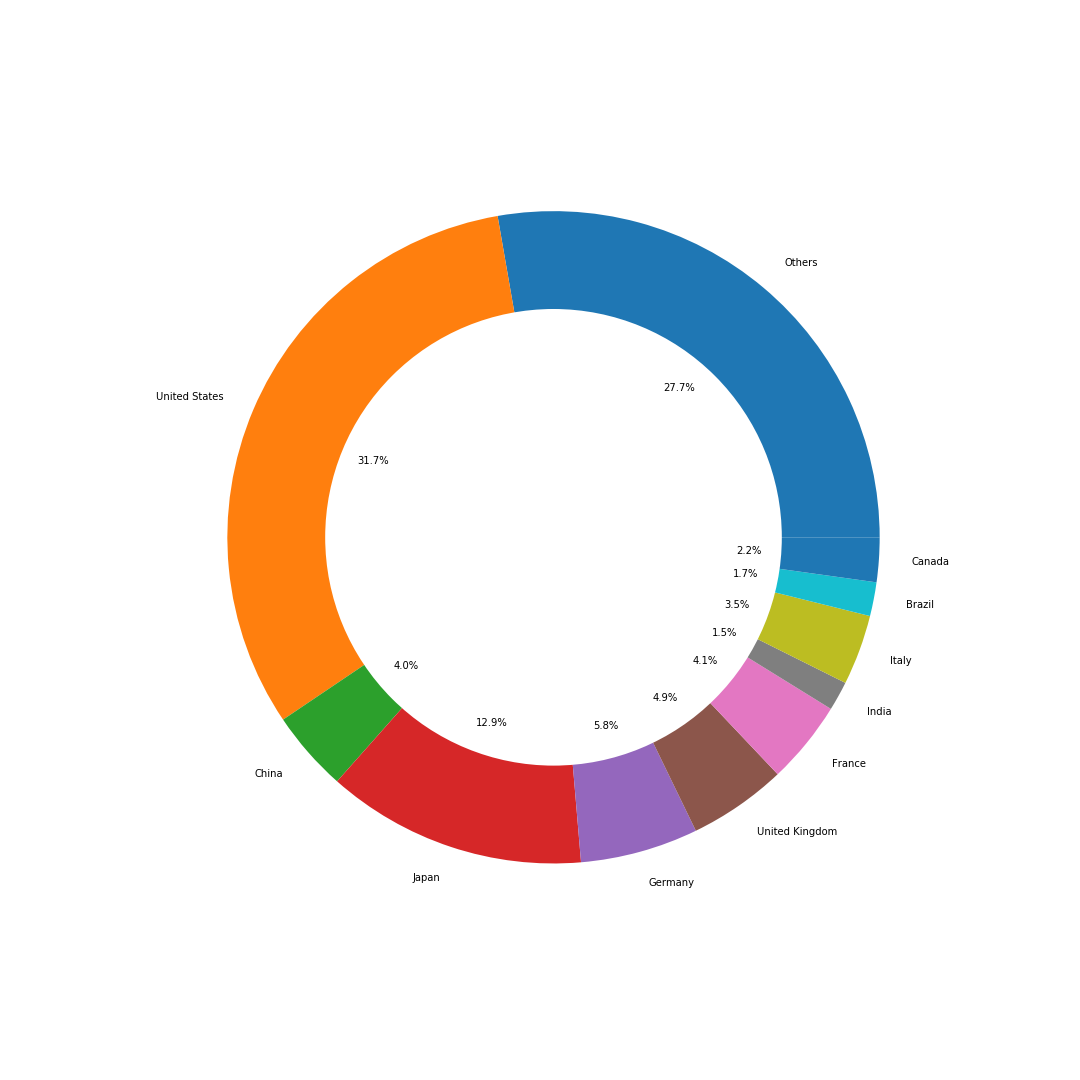 Others
27.7%
United States
31.7%
2.2%
Canada
1.7%
Brazil
3.5%
1.5%
Italy
4.1%
4.0%
4.9%
India
12.9%
5.8%
France
China
United Kingdom
Japan
Germany